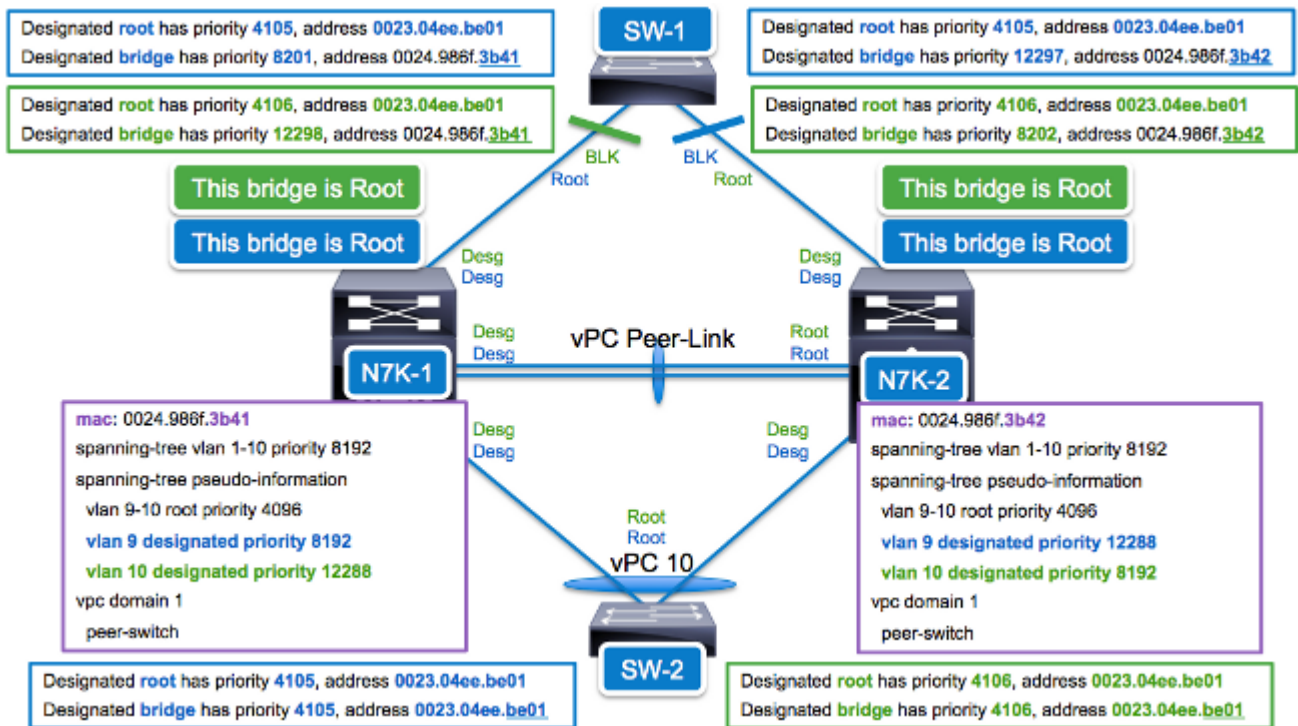 Designated root has priority 4105, address 0023.04ee.be01
Designated bridge has priority 8201, address 0024.986f.3b41
SW-1
Designated root has priority 4105, address 0023.04ee.be01
Designated bridge has priority 12297, address 0024.986f.3b42
Designated root has priority 4106, address 0023.04ee.be01
Designated bridge has priority 12298, address 0024.986f.3b41
Designated root has priority 4106, address 0023.04ee.be01
Designated bridge has priority 8202, address 0024.986f.3b42
BLK
Root
BLK
Root
This bridge is Root
This bridge is Root
This bridge is Root
This bridge is Root
Desg
Desg
Desg
Desg
Desg
Desg
vPC Peer-Link
Root
Root
N7K-1
N7K-2
mac: 0024.986f.3b41
spanning-tree vlan 1-10 priority 8192
spanning-tree pseudo-information
vlan 9-10 root priority 4096
vlan 9 designated priority 8192
vlan 10 designated priority 12288
vpc domain 1
peer-switch
Desg
Desg
Desg
Desg
mac: 0024.986f.3b42
spanning-tree vlan 1-10 priority 8192
spanning-tree pseudo-information
vlan 9-10 root priority 4096
vlan 9 designated priority 12288
vlan 10 designated priority 8192
vpc domain 1
peer-switch
Root
Root
vPC 10
SW-2
Designated root has priority 4105, address 0023.04ee.be01
Designated bridge has priority 4105, address 0023.04ee.be01
Designated root has priority 4106, address 0023.04ee.be01
Designated bridge has priority 4106, address 0023.04ee.be01